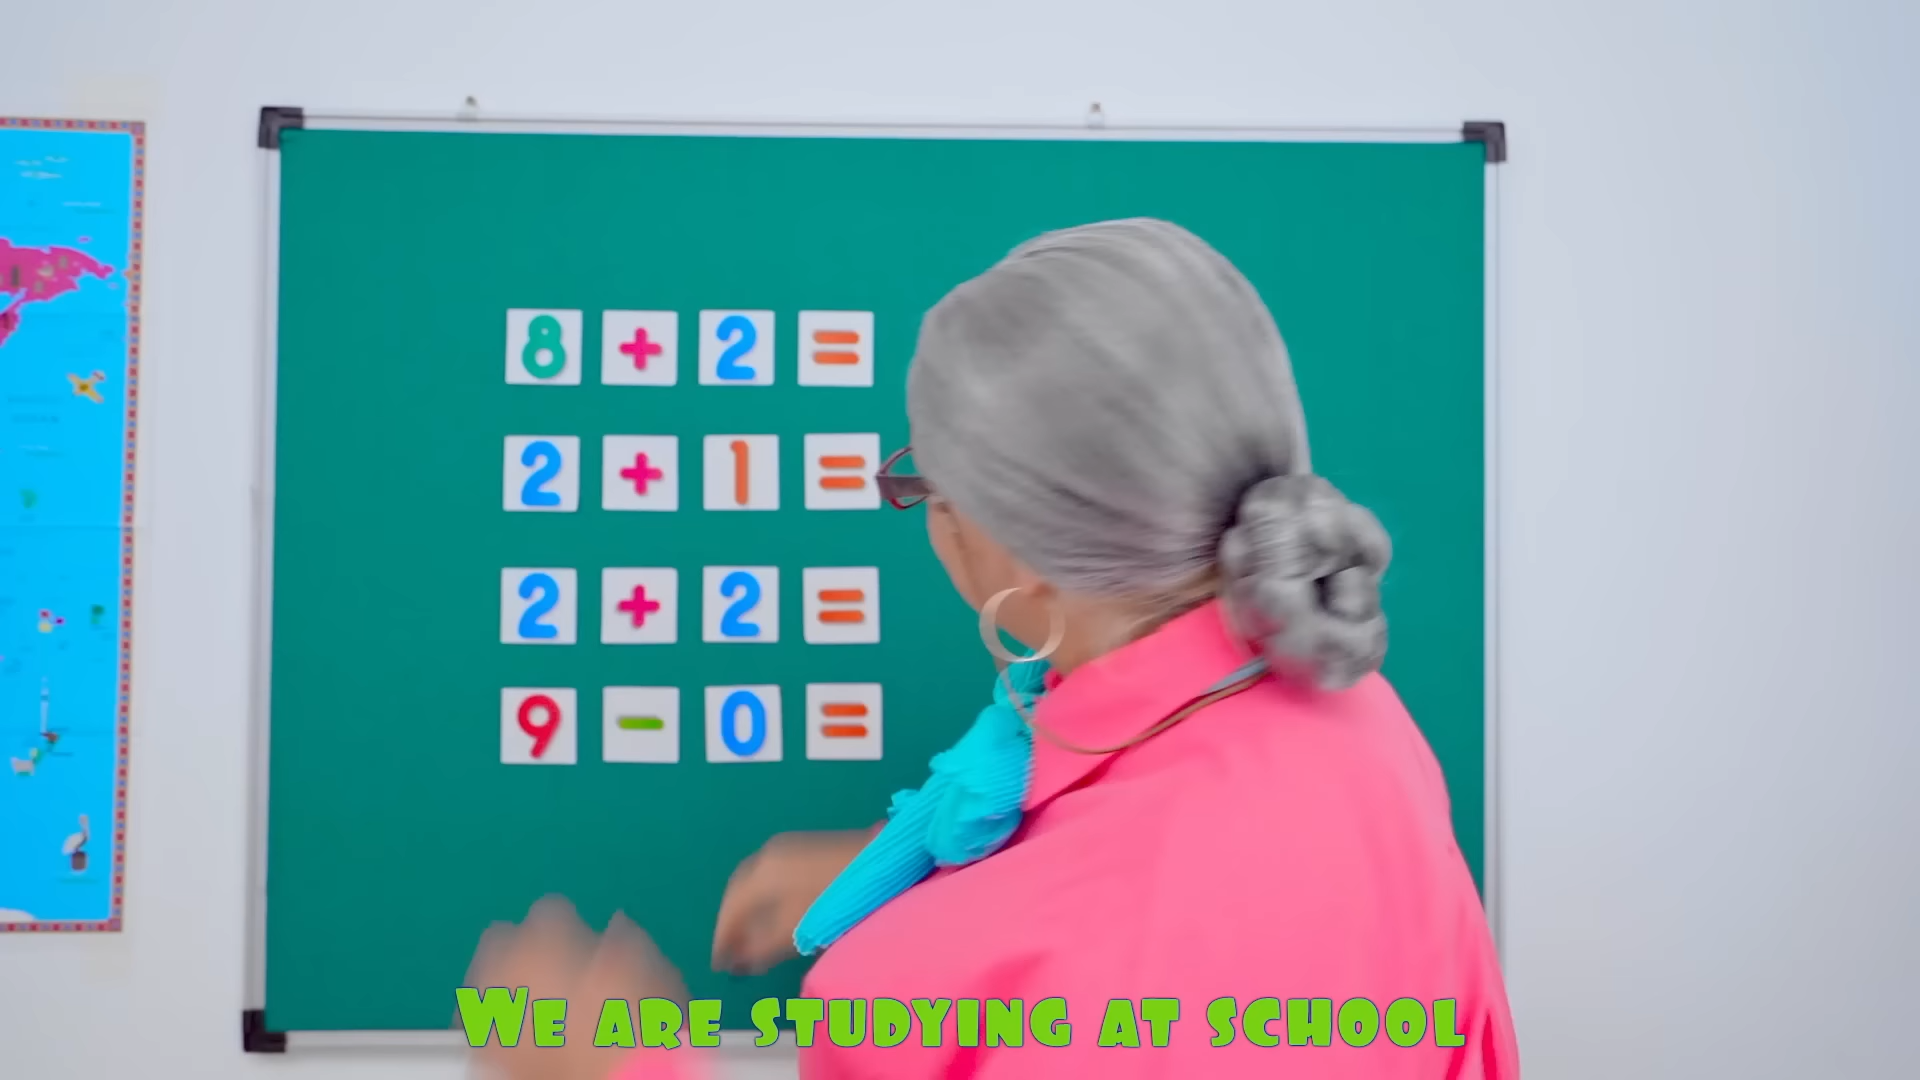 8 + 2 =
2 + 1 =
2 + 2 =
9 - 0 =
WE ARE STUDYING AT SCHOOL